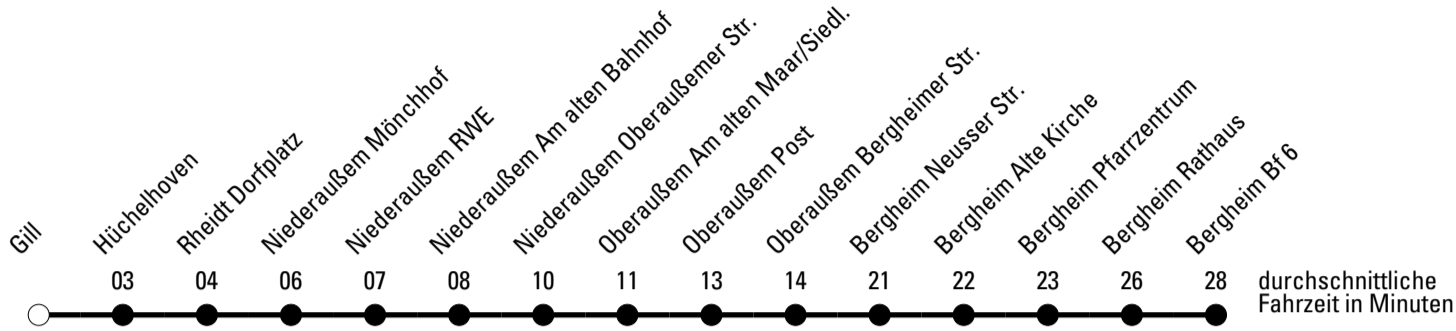 Gill
Hüchelhoven
Rheidt Dorfplatz
Niederaußem Mönchhof
Niederaußem RWE
Niederaußem Am alten Bahnhof
Niederaußem Oberaußemer Str.
Oberaußem Am alten Maar/Siedl.
Oberaußem Post
Oberaußem Bergheimer Str.
Bergheim Neusser Str.
Bergheim Alte Kirche
Bergheim Pfarrzentrum
Bergheim Rathaus
Bergheim Bf 6
03 04 06 07 08 10 11 13 14 21 22 23 26 28 durchschnittliche
Fahrzeit in Minuten